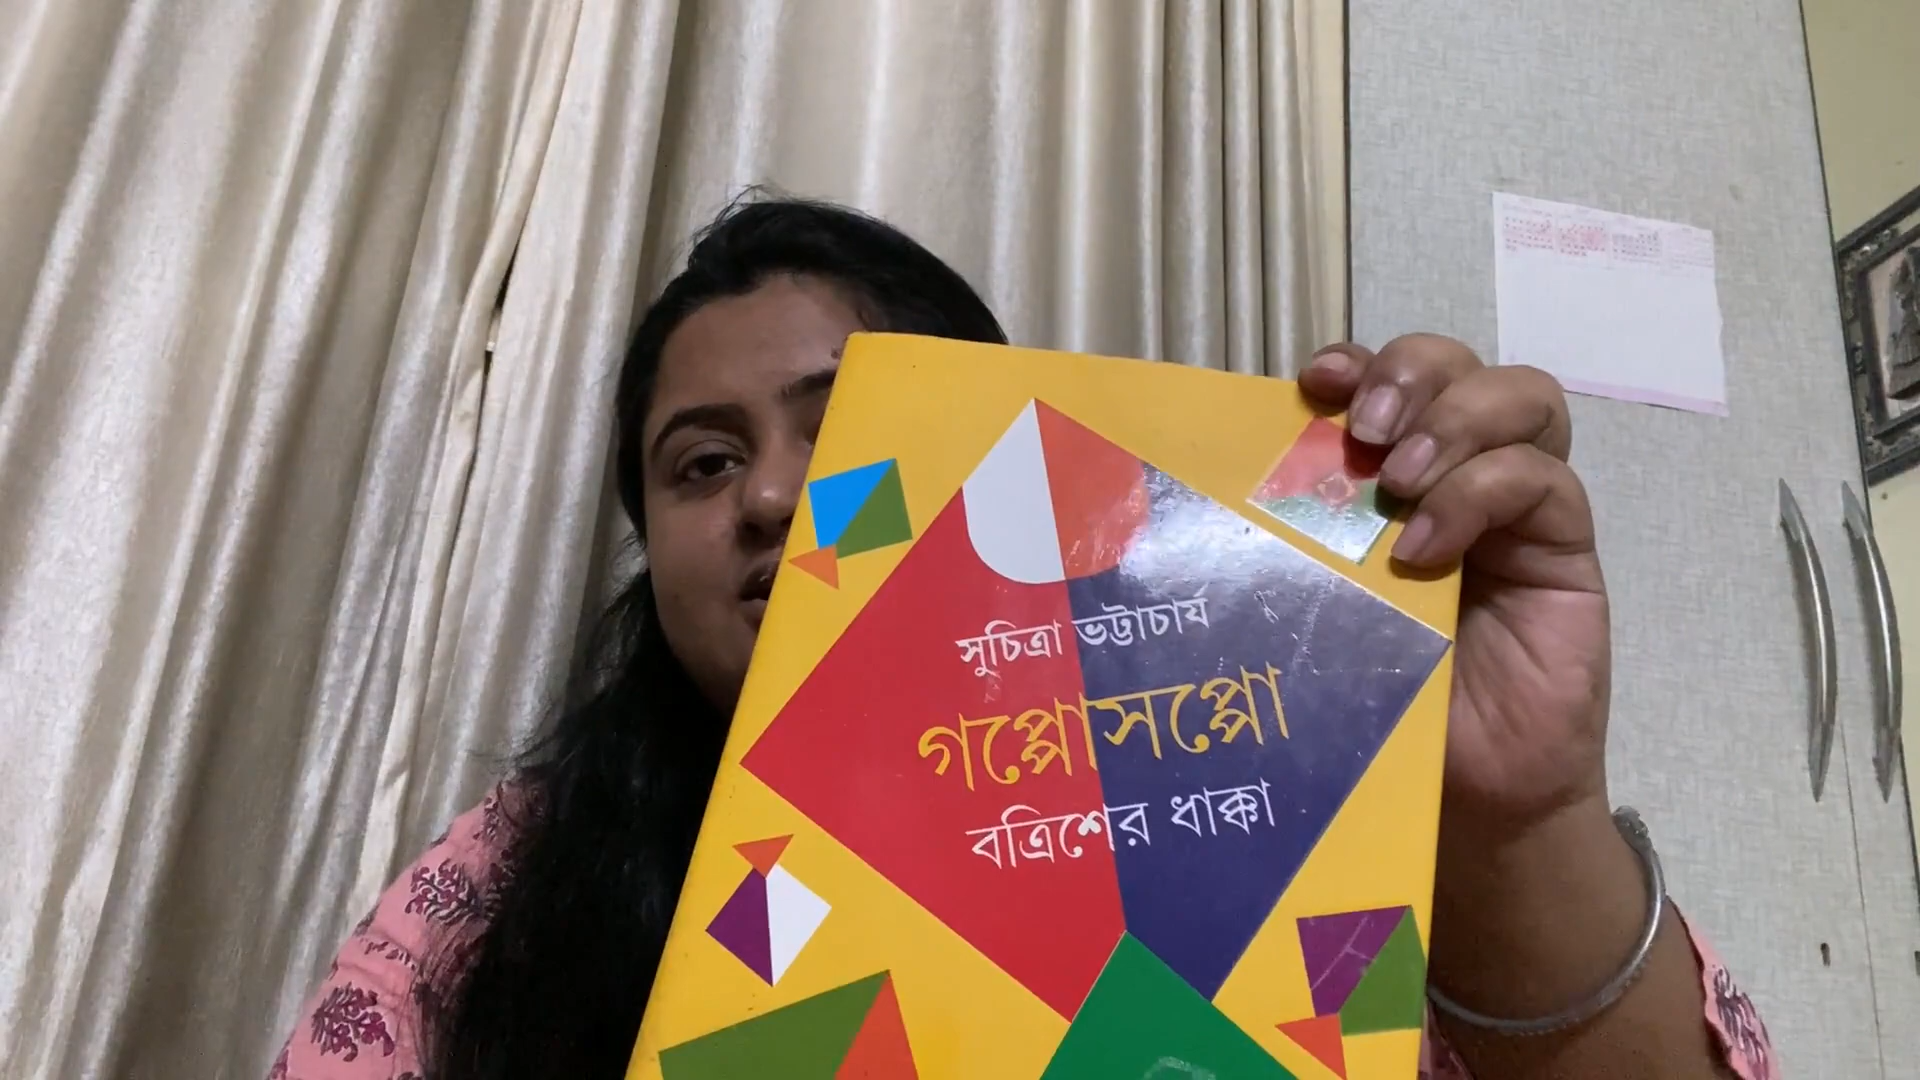 সুচিত্রা ভট্টাচার্য
গপ্পোসপ্পো
বত্রিশের ধাক্কা